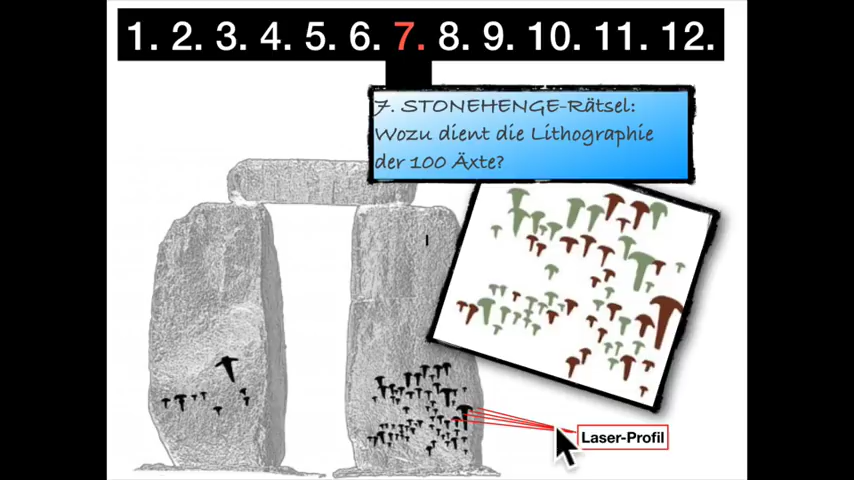 1. 2. 3. 4. 5. 6. 7. 8. 9. 10. 11. 12.
7. STONEHENGE-Rätsel:
Wozu dient die Lithographie
der 100 Äxte?
Laser-Profil